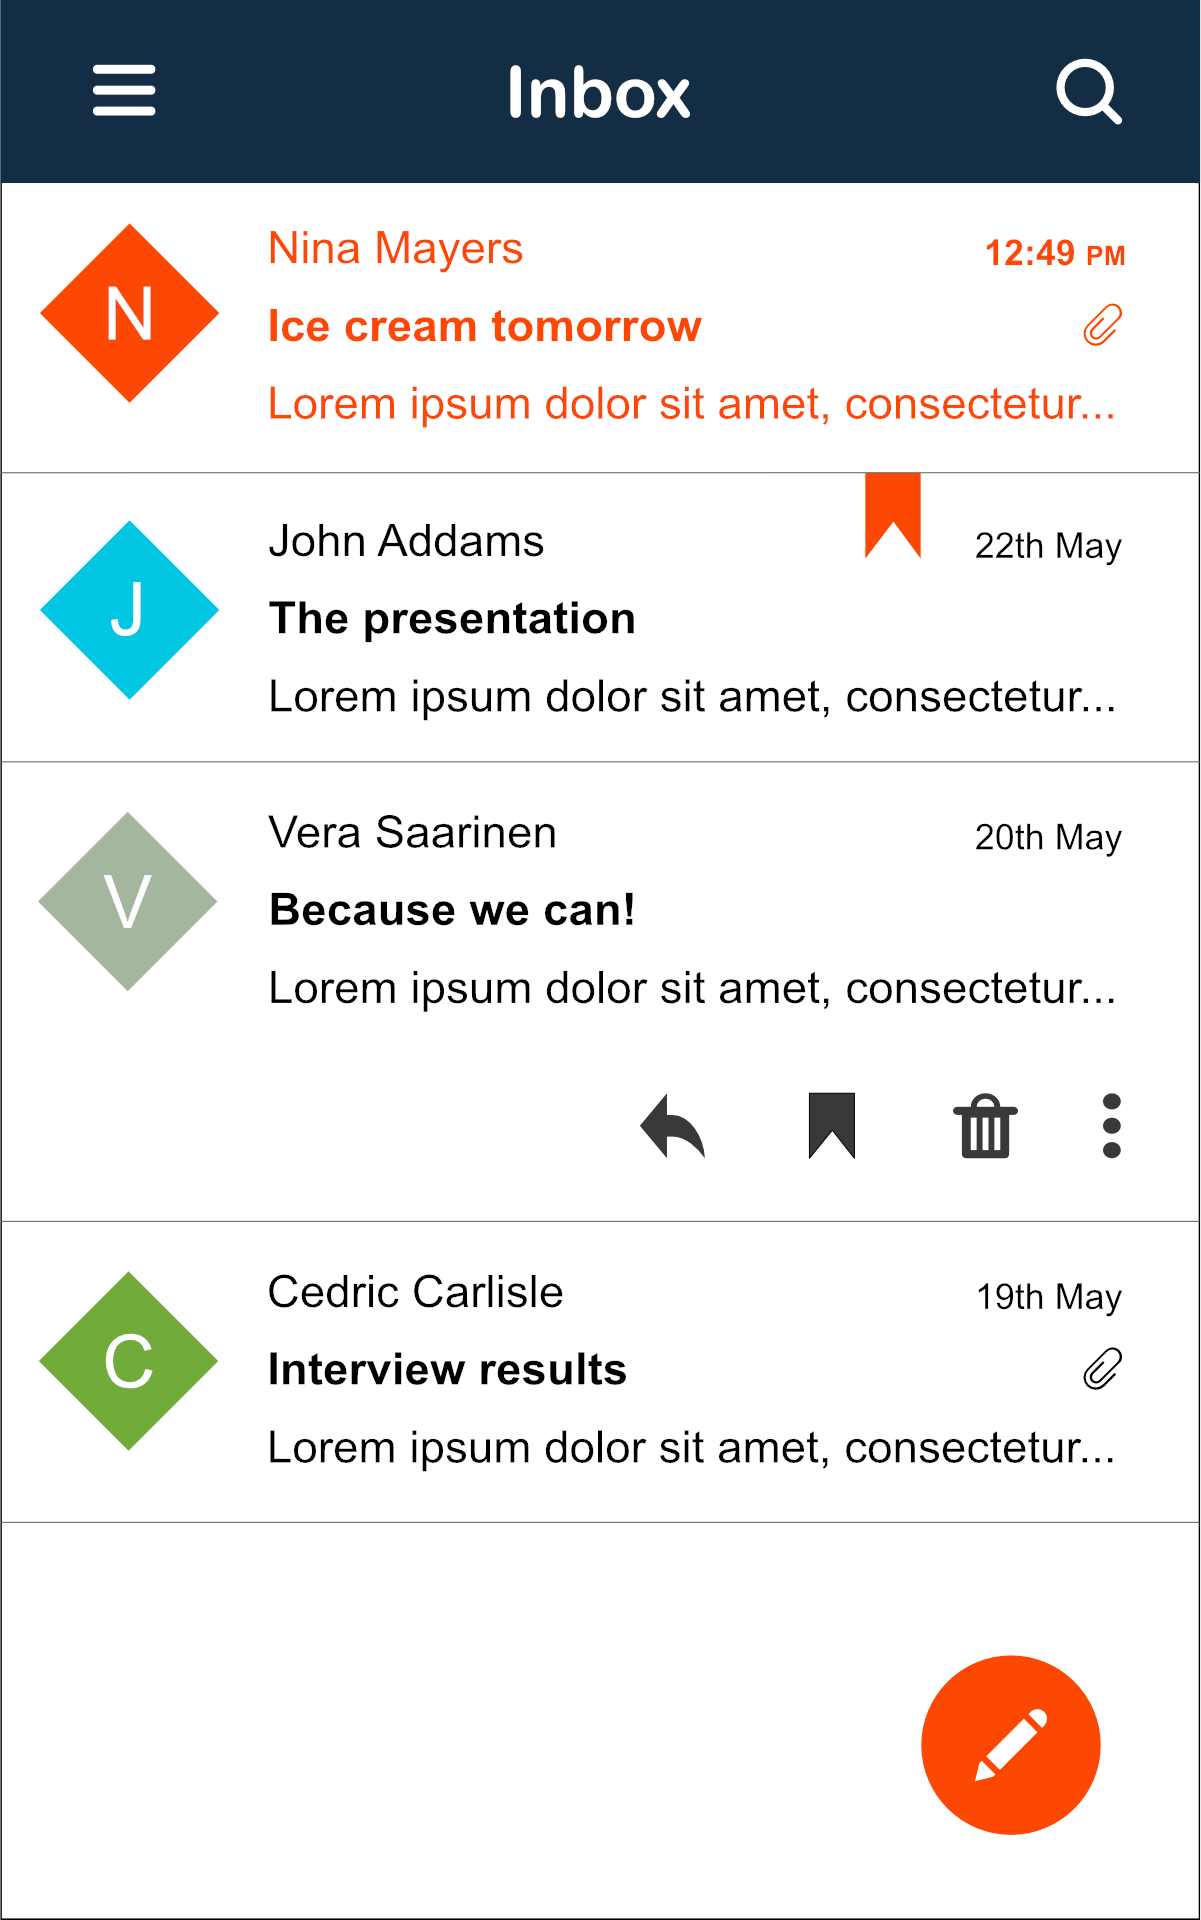 Inbox
N
Nina Mayers
12:49 PM
Ice cream tomorrow
Lorem ipsum dolor sit amet, consectetur...
J
John Addams
22th May
The presentation
Lorem ipsum dolor sit amet, consectetur...
V
Vera Saarinen
20th May
Because we can!
Lorem ipsum dolor sit amet, consectetur...
C
Cedric Carlisle
19th May
Interview results
Lorem ipsum dolor sit amet, consectetur...